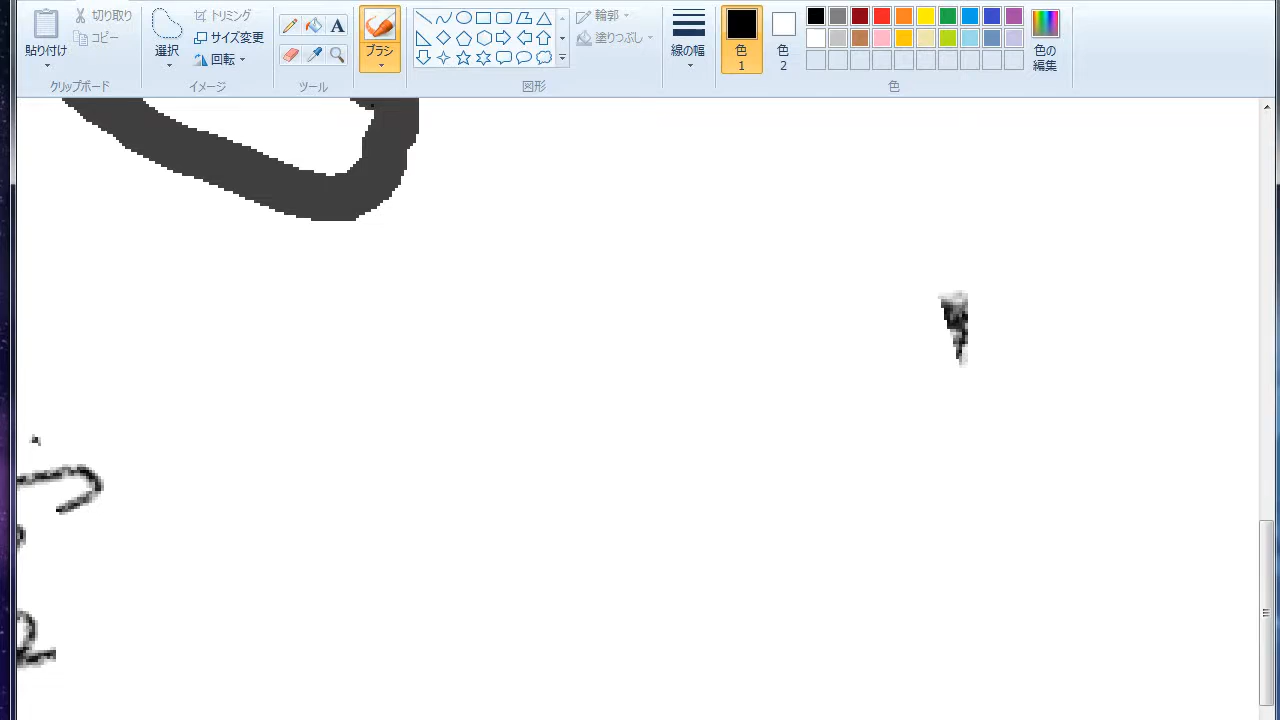 貼り付け
切り取り
コピー
クリップボード
選択
トリミング
サイズ変更
回転
イメージ
A
ツール
ブラシ
図形
輪郭
塗りつぶし
線の幅
色
1
色
2
色の
編集
色
2